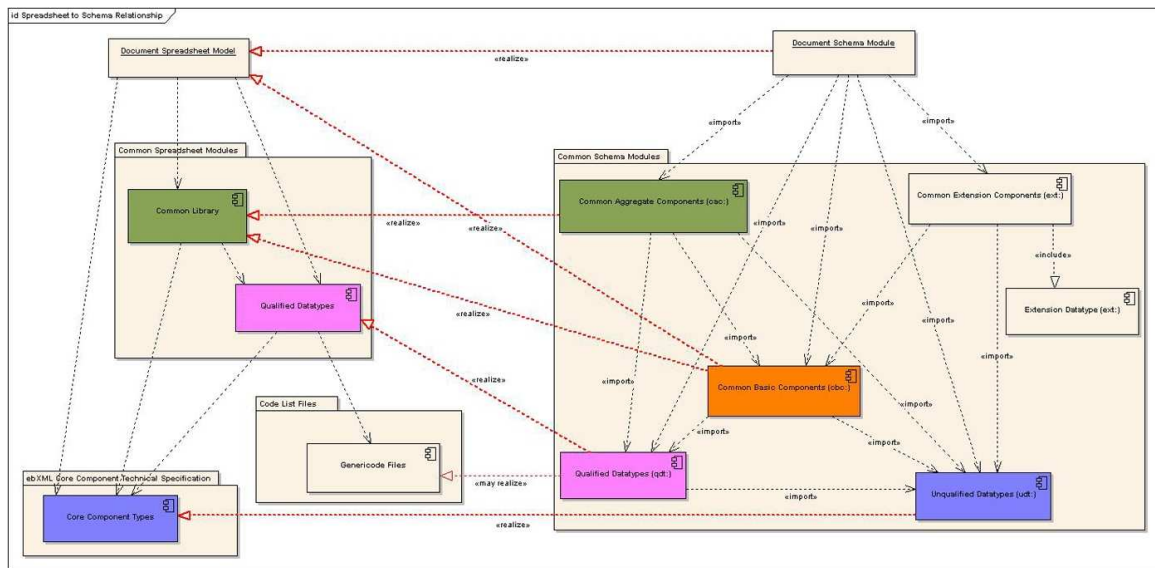 id Spreadsheet to Schema Relationship
Document Spreadsheet Model
Document Schema Module
«realize»
«import»
«import»
Common Spreadsheet Modules
Common Schema Modules
Common Library
Common Aggregate Components (cac:)
Common Extension Components (ext:)
«realize»
«import»
«import»
«realize»
«include»
Qualified Datatypes
Extension Datatype (ext:)
«realize»
«import»
«import»
«import»
«realize»
«import»
Common Basic Components (cbc:)
«import»
Code List Files
«import»
«import»
Genericode Files
Qualified Datatypes (qdt:)
«may realize»
ebXML Core Component Technical Specification
«import»
Core Component Types
Unqualified Datatypes (udt:)
«realize»